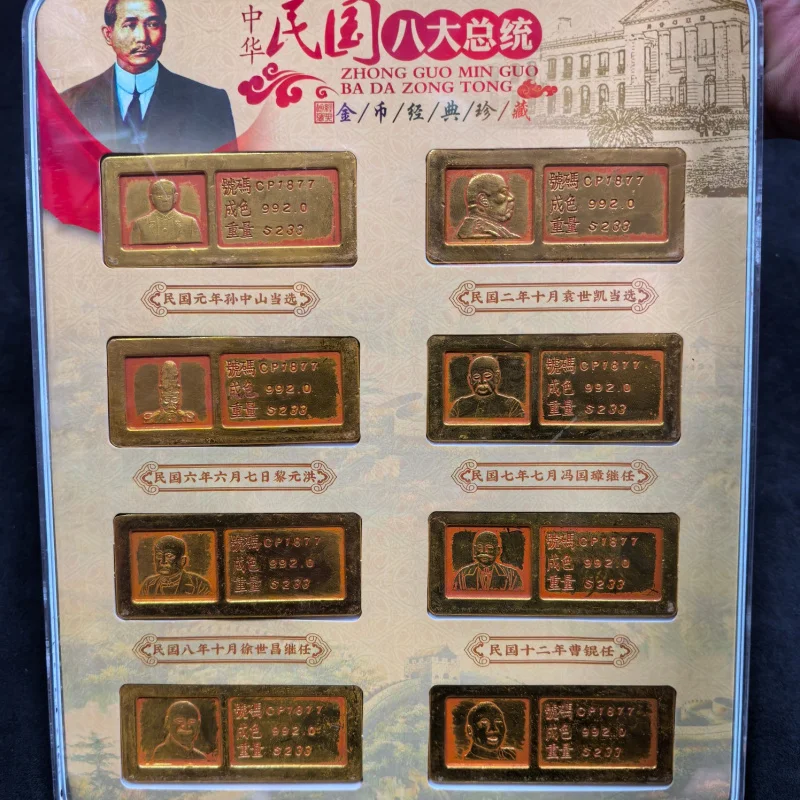 中华民国八大总统
ZHONG GUO MIN GUO
BA DA ZONG TONG
金/币/经/典/珍/藏
號碼 CP1877
成色 992.0
重量 S233
號碼 CP1877
成色 992.0
重量 S233
民国元年孙中山当选
民国二年十月袁世凯当选
號碼 CP1877
成色 992.0
重量 S233
號碼 CP1877
成色 992.0
重量 S233
民国六年六月七日黎元洪
民国七年七月冯国璋继任
號碼 CP1877
成色 992.0
重量 S233
號碼 CP1877
成色 992.0
重量 S233
民国八年十月徐世昌继任
民国十二年曹锟任
號碼 CP1877
成色 992.0
重量 S233
號碼 CP1877
成色 992.0
重量 S233